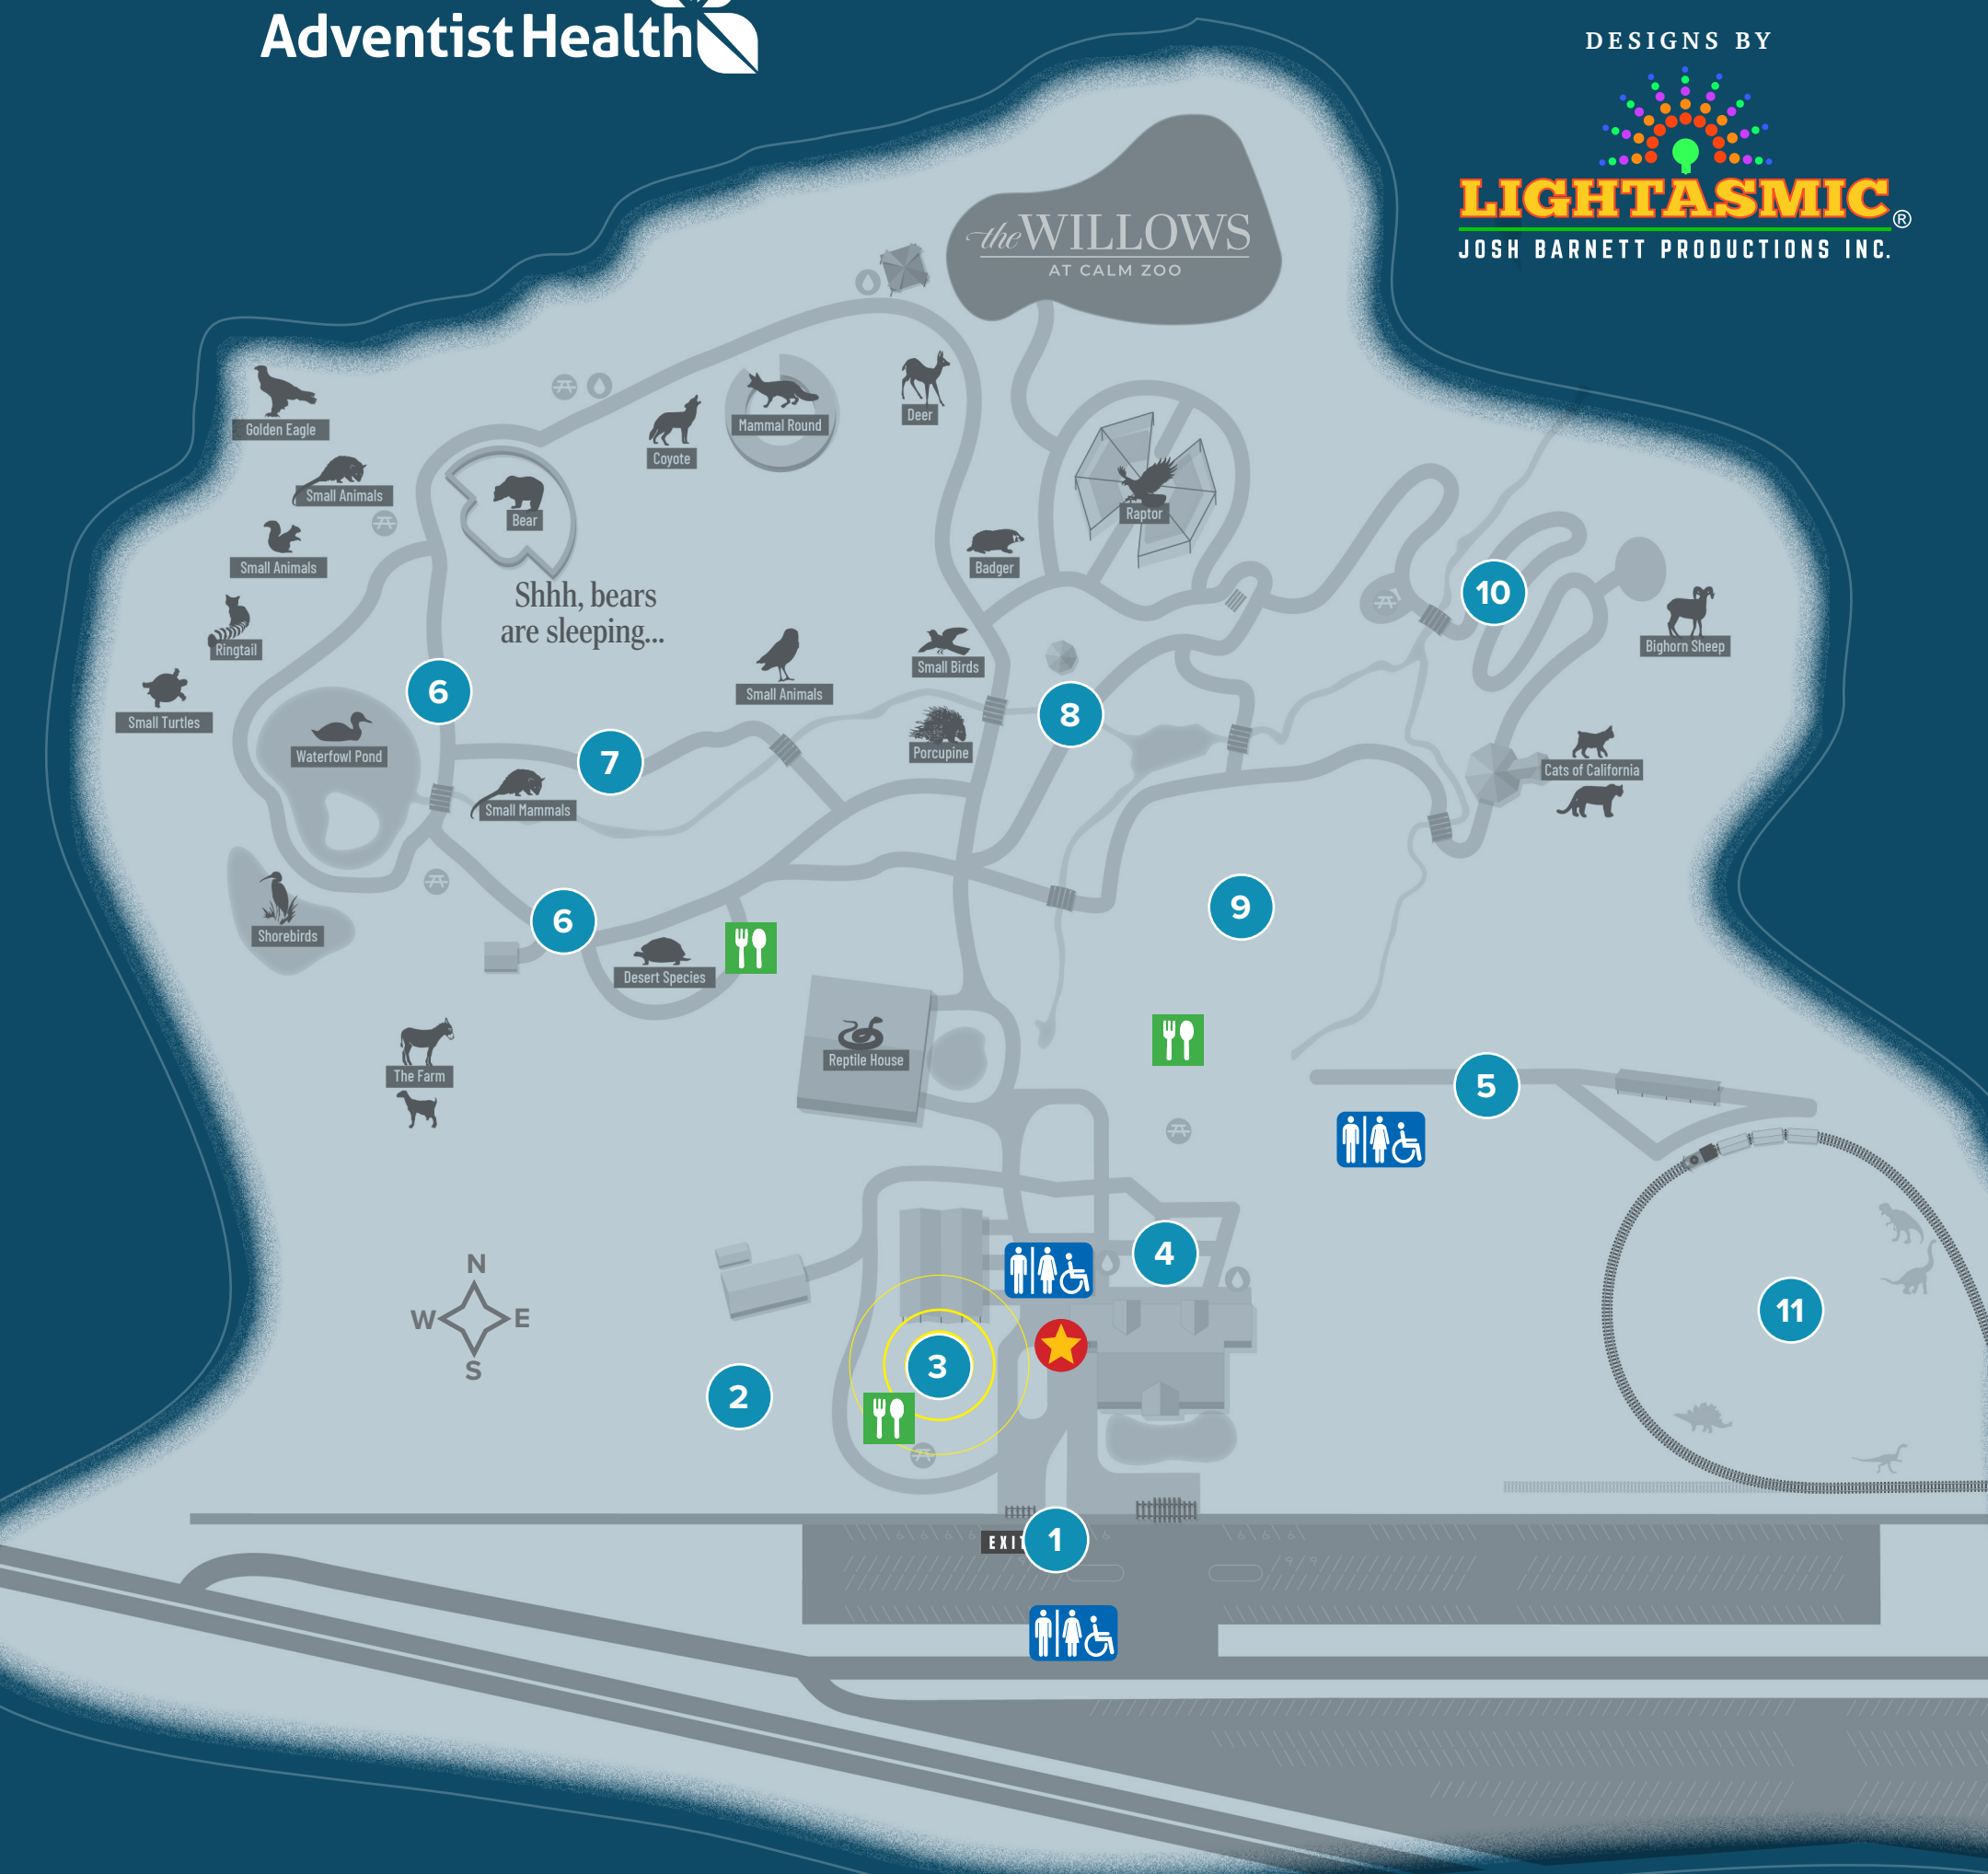 Adventist Health
DESIGNS BY
LIGHTASMIC®
JOSH BARNETT PRODUCTIONS INC.
the WILLOWS
AT CALM ZOO
Golden Eagle
Small Animals
Small Animals
Ringtail
Small Turtles
Waterfowl Pond
Shorebirds
Bear
Shhh, bears
are sleeping...
Coyote
Mammal Round
Deer
Raptor
Badger
Small Birds
Small Animals
Porcupine
Small Mammals
Bighorn Sheep
Cats of California
10
6
8
7
6
9
Desert Species
Reptile House
The Farm
5
4
11
3
2
N
W
E
S
EXIT
1